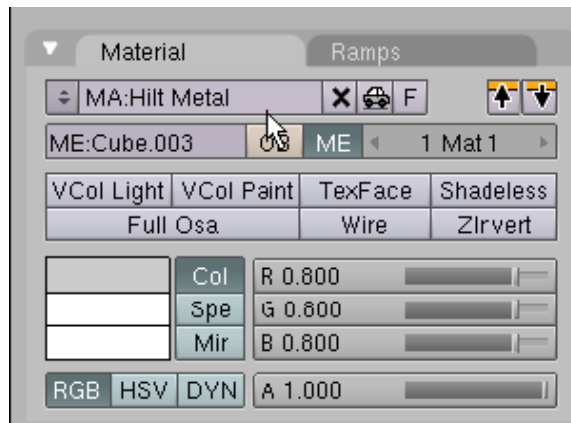 Material Ramps
MA:Hilt Metal F
ME:Cube.003 OB ME 1 Mat 1
VCol Light VCol Paint TexFace Shadeless
Full Osa Wire ZInvert
Col R 0.800
Spe G 0.800
Mir B 0.800
RGB HSV DYN A 1.000